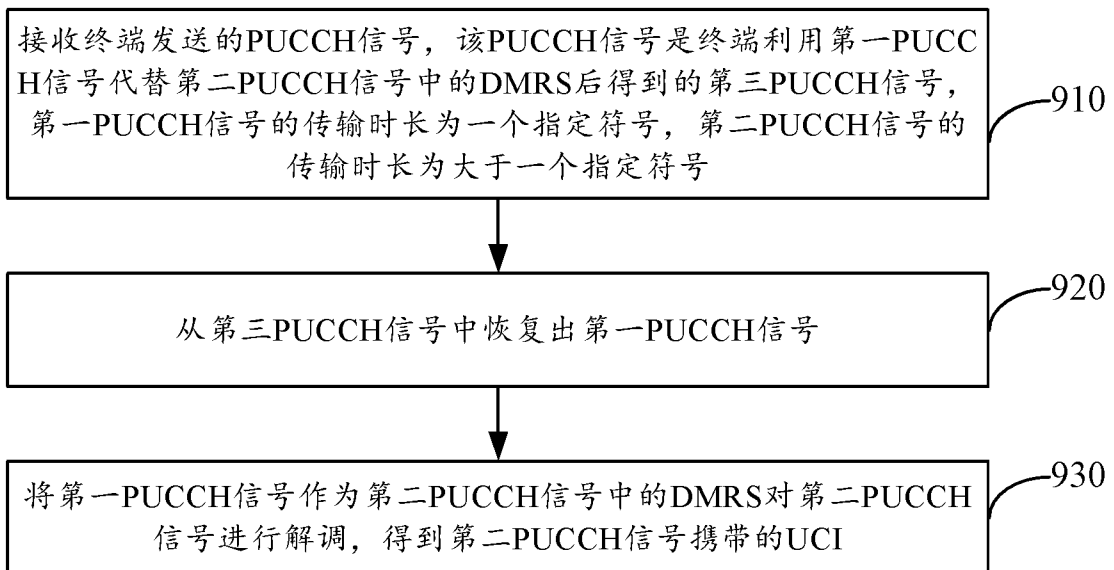 接收终端发送的PUCCH信号，该PUCCH信号是终端利用第一PUCC
H信号代替第二PUCCH信号中的DMRS后得到的第三PUCCH信号，
第一PUCCH信号的传输时长为一个指定符号，第二PUCCH信号的
传输时长为大于一个指定符号
910
从第三PUCCH信号中恢复出第一PUCCH信号
920
将第一PUCCH信号作为第二PUCCH信号中的DMRS对第二PUCCH
信号进行解调，得到第二PUCCH信号携带的UCI
930